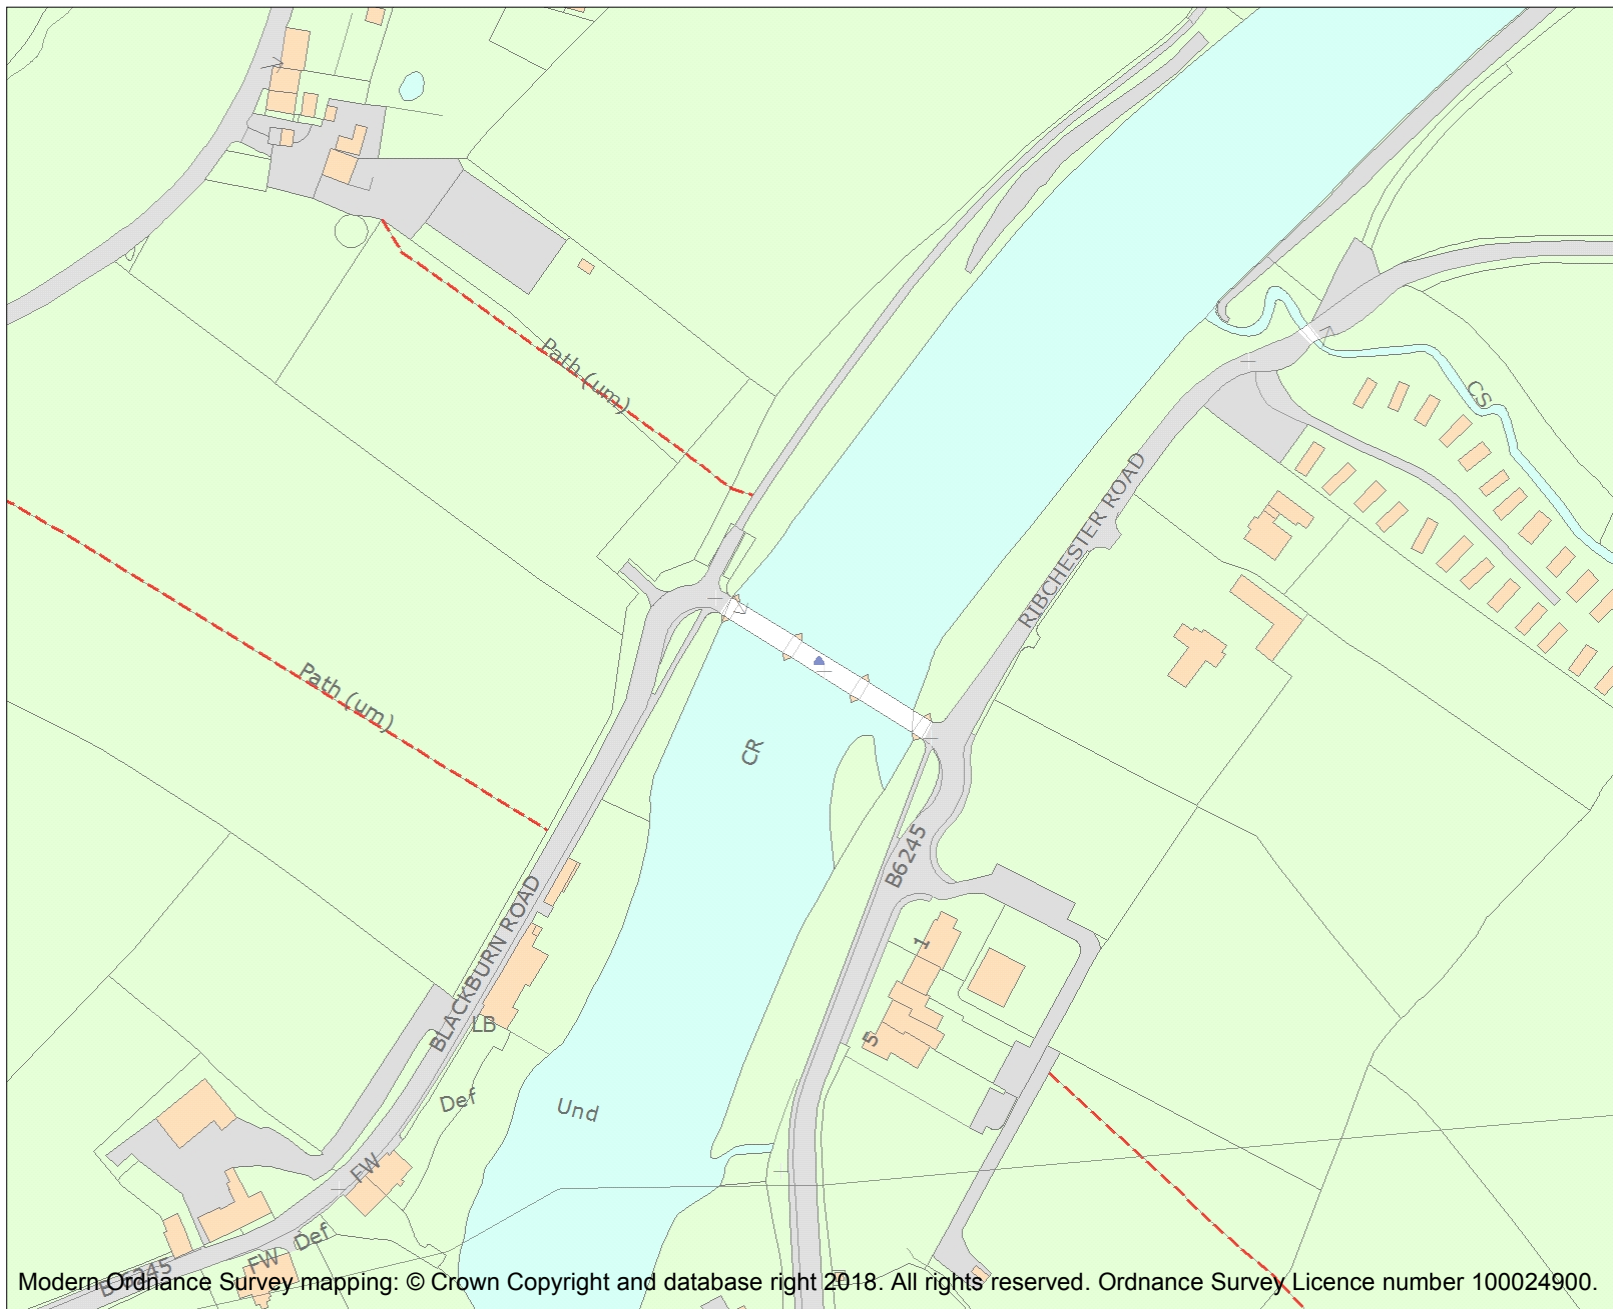 Path (um)
CS
RIBCHESTER ROAD
Path (um)
CR
B6245
BLACKBURN ROAD
1
5
LB
Def
Und
FW
Def
FW
B 6245
Modern Ordnance Survey mapping: © Crown Copyright and database right 2018. All rights reserved. Ordnance Survey Licence number 100024900.